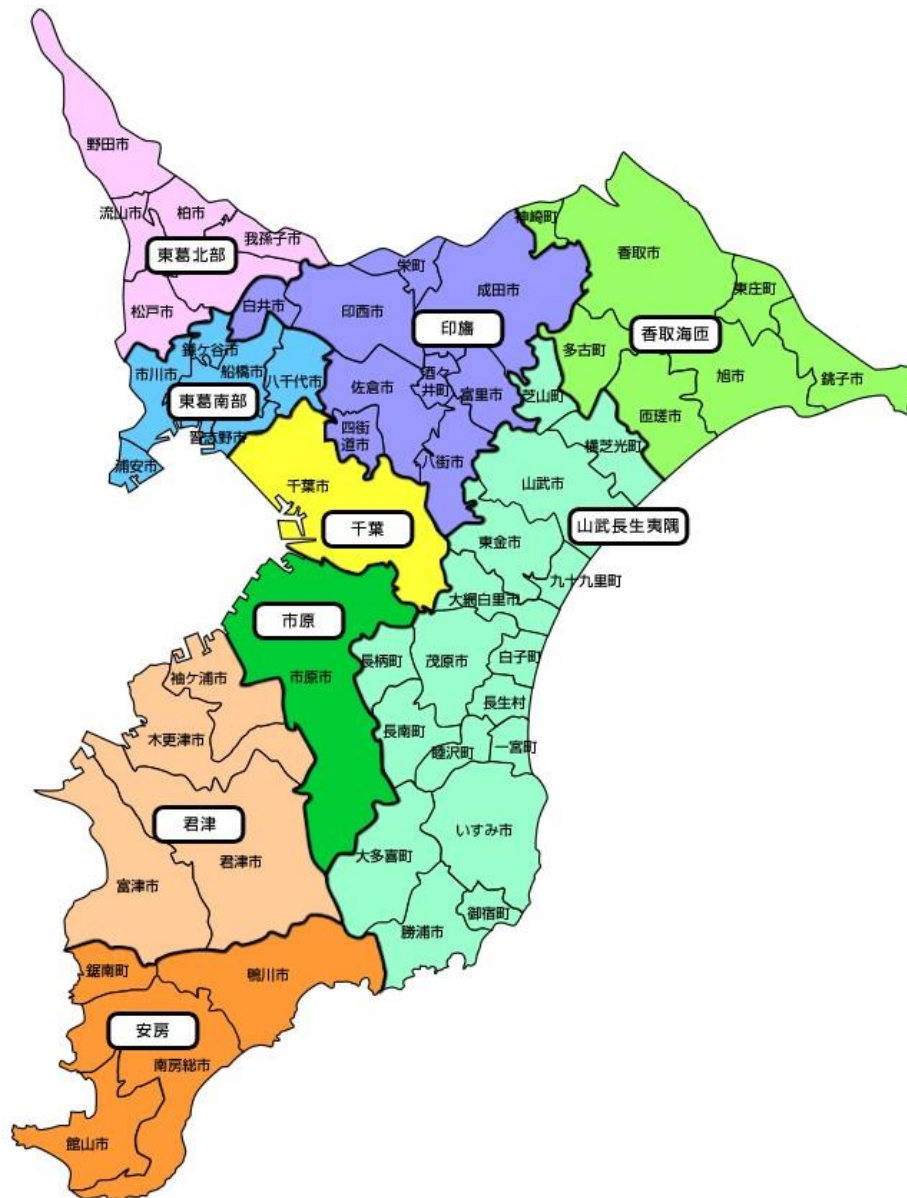 野田市
流山市
柏市
我孫子市
東葛北部
松戸市
神崎町
香取市
東庄町
栄町
成田市
白井市
印西市
印旛
香取海匝
多古町
旭市
銚子市
匝瑳市
市川市
鎌ケ谷市
船橋市
八千代市
東葛南部
習志野市
浦安市
佐倉市
酒々
井町
富里市
四街
道市
八街市
芝山町
横芝光町
山武市
山武長生夷隅
千葉市
千葉
東金市
九十九里町
大網白里市
市原
市原市
長柄町
茂原市
白子町
長生村
長南町
睦沢町
一宮町
袖ケ浦市
木更津市
君津
君津市
富津市
いすみ市
大多喜町
御宿町
勝浦市
鋸南町
鴨川市
安房
南房総市
館山市